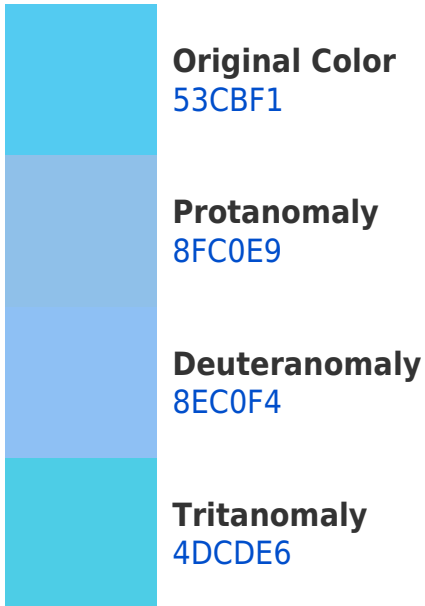 Original Color
53CBF1
Protanomaly
8FC0E9
Deuteranomaly
8EC0F4
Tritanomaly
4DCDE6